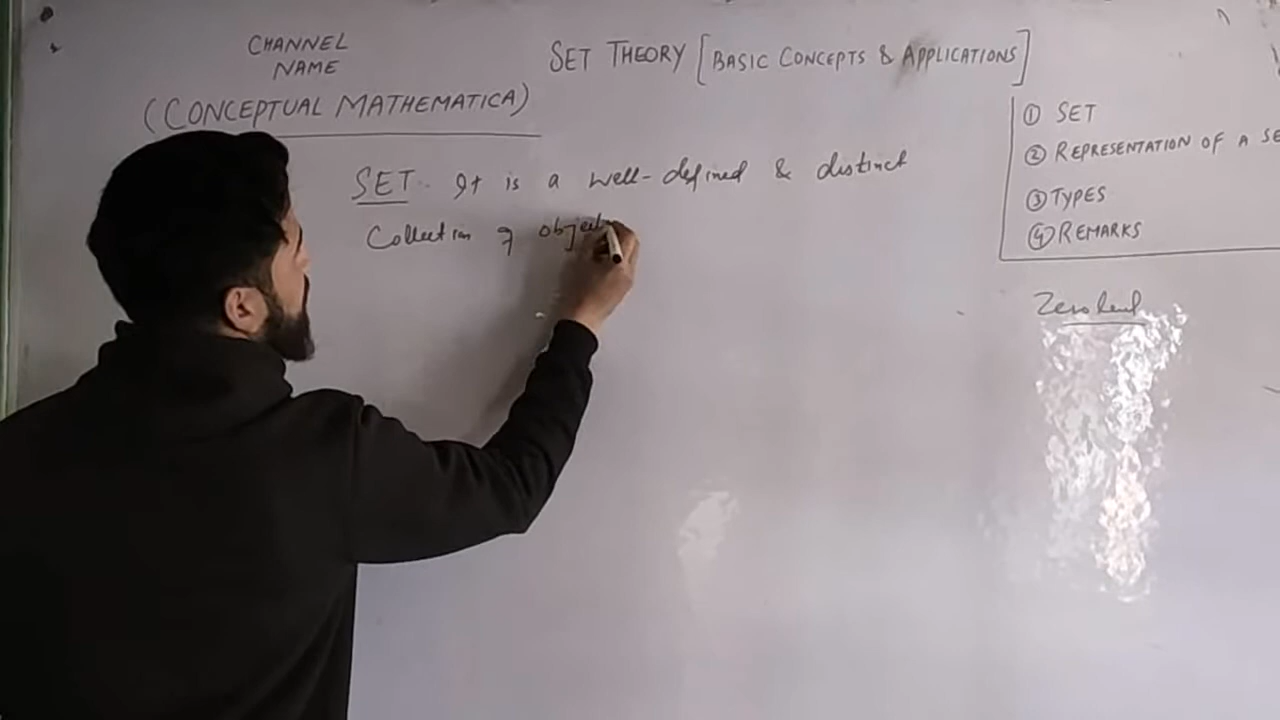 CHANNEL
NAME
(CONCEPTUAL MATHEMATICA)
SET THEORY [BASIC CONCEPTS & APPLICATIONS]
SET. It is a well-defined & distinct
Collection of object
① SET
② REPRESENTATION OF A SE
③ TYPES
④ REMARKS
Zero level